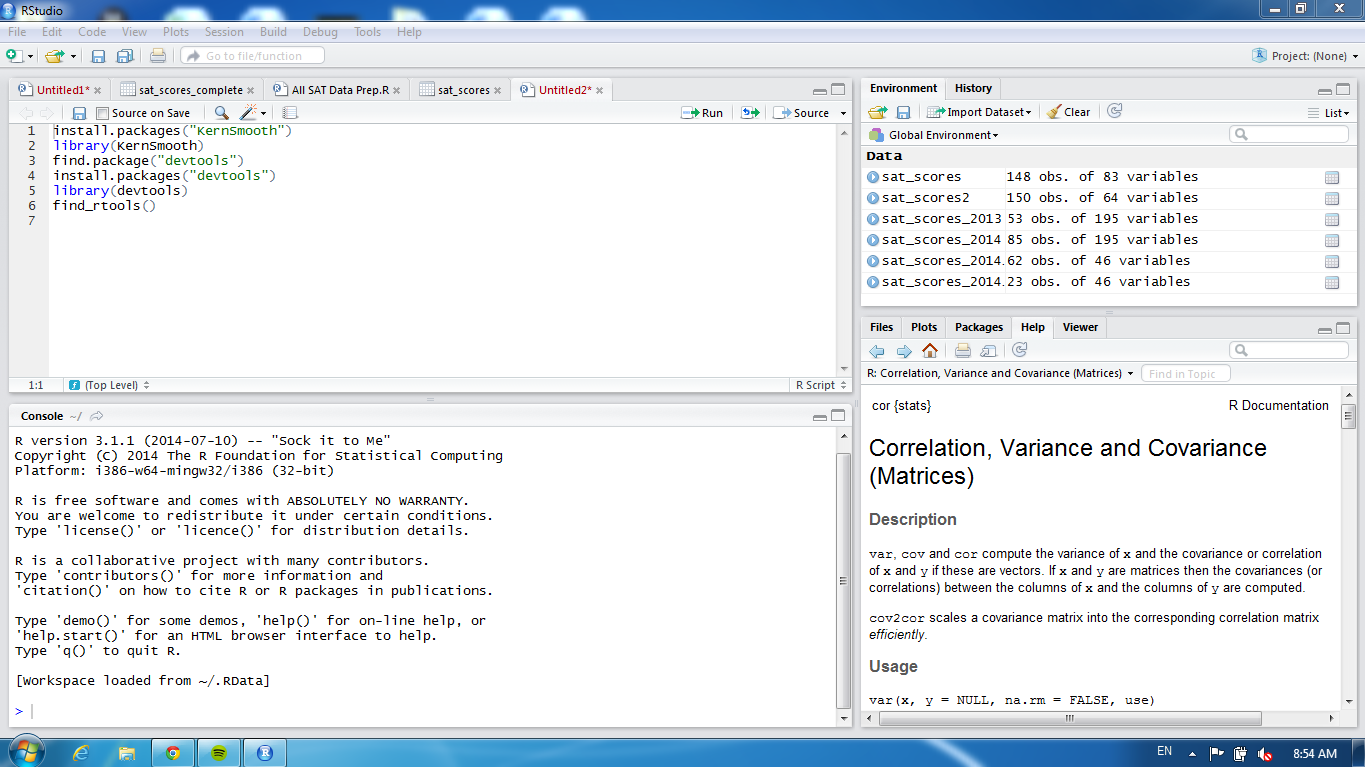 RStudio
File Edit Code View Plots Session Build Debug Tools Help
Go to file/function
Project: (None)
Untitled1* sat_scores_complete All SAT Data Prep.R sat_scores Untitled2*
Source on Save Run Source
1 install.packages("KernSmooth")
2 library(KernSmooth)
3 find.package("devtools")
4 install.packages("devtools")
5 library(devtools)
6 find_rtools()
7
1:1 (Top Level) R Script
Console ~/
R version 3.1.1 (2014-07-10) -- "Sock it to Me"
Copyright (C) 2014 The R Foundation for Statistical Computing
Platform: i386-w64-mingw32/i386 (32-bit)
R is free software and comes with ABSOLUTELY NO WARRANTY.
You are welcome to redistribute it under certain conditions.
Type 'license()' or 'licence()' for distribution details.
R is a collaborative project with many contributors.
Type 'contributors()' for more information and
'citation()' on how to cite R or R packages in publications.
Type 'demo()' for some demos, 'help()' for on-line help, or
'help.start()' for an HTML browser interface to help.
Type 'q()' to quit R.
[Workspace loaded from ~/.RData]
>
Environment History
Import Dataset Clear List
Global Environment
Data
sat_scores 148 obs. of 83 variables
sat_scores2 150 obs. of 64 variables
sat_scores_2013 53 obs. of 195 variables
sat_scores_2014 85 obs. of 195 variables
sat_scores_2014. 62 obs. of 46 variables
sat_scores_2014. 23 obs. of 46 variables
Files Plots Packages Help Viewer
R: Correlation, Variance and Covariance (Matrices) Find in Topic
cor {stats} R Documentation
Correlation, Variance and Covariance
(Matrices)
Description
var, cov and cor compute the variance of x and the covariance or correlation
of x and y if these are vectors. If x and y are matrices then the covariances (or
correlations) between the columns of x and the columns of y are computed.
cov2cor scales a covariance matrix into the corresponding correlation matrix
efficiently.
Usage
var(x, y = NULL, na.rm = FALSE, use)
EN 8:54 AM